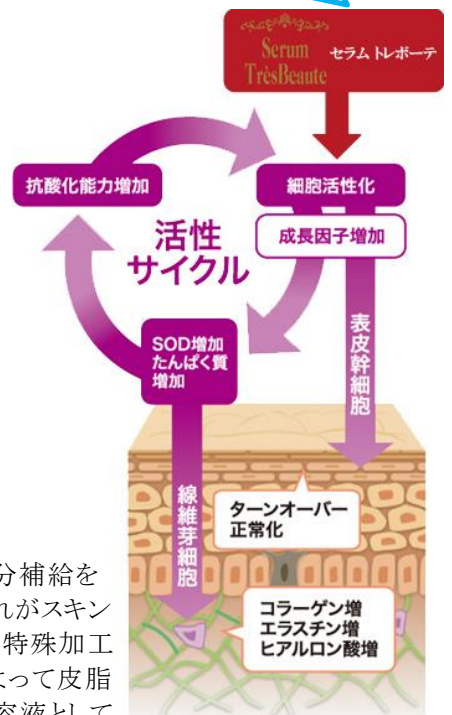 Serum
TrèsBeaute
セラム トレボーテ
抗酸化能力増加
細胞活性化
成長因子増加
活性
サイクル
SOD増加
たんぱく質
増加
表皮幹細胞
線維芽細胞
ターンオーバー
正常化
コラーゲン増
エラスチン増
ヒアルロン酸増
分補給を
れがスキン
特殊加工
よって皮脂
容液として